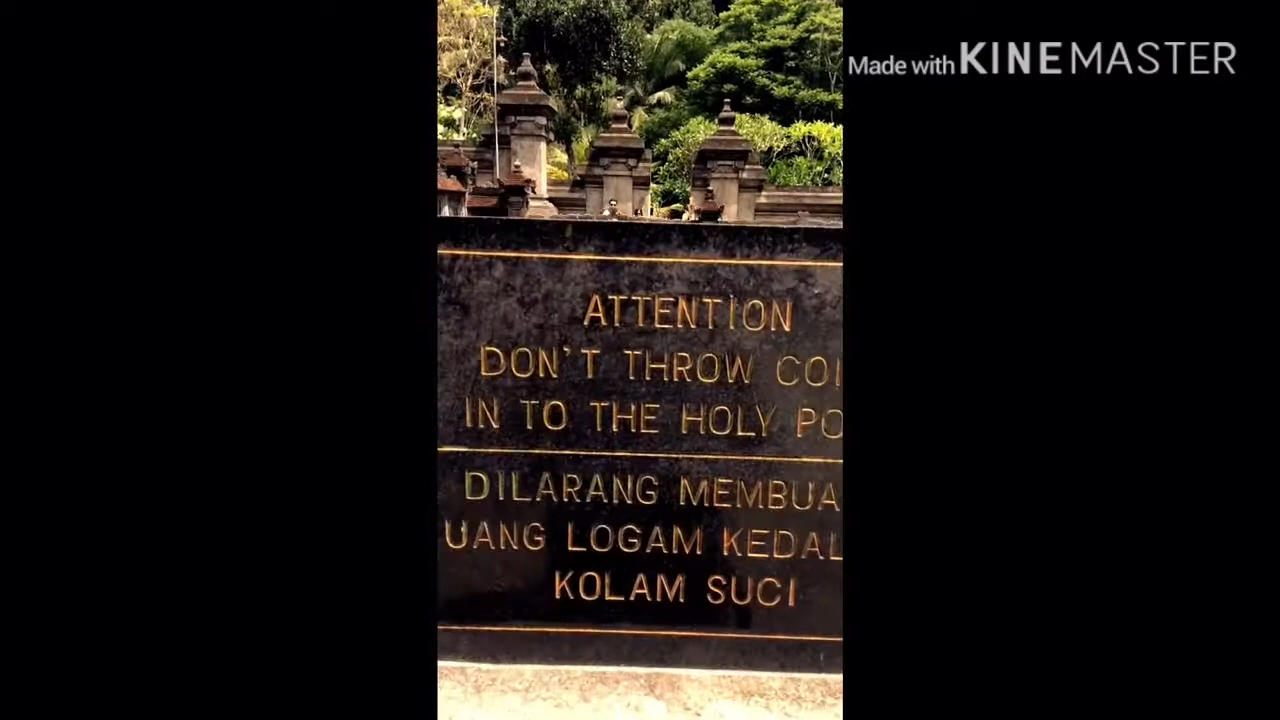 Made with KINEMASTER
ATTENTION
DON'T THROW
IN TO THE HOLY
DILARANG
UANG LOGAM
KOLAM SUCI